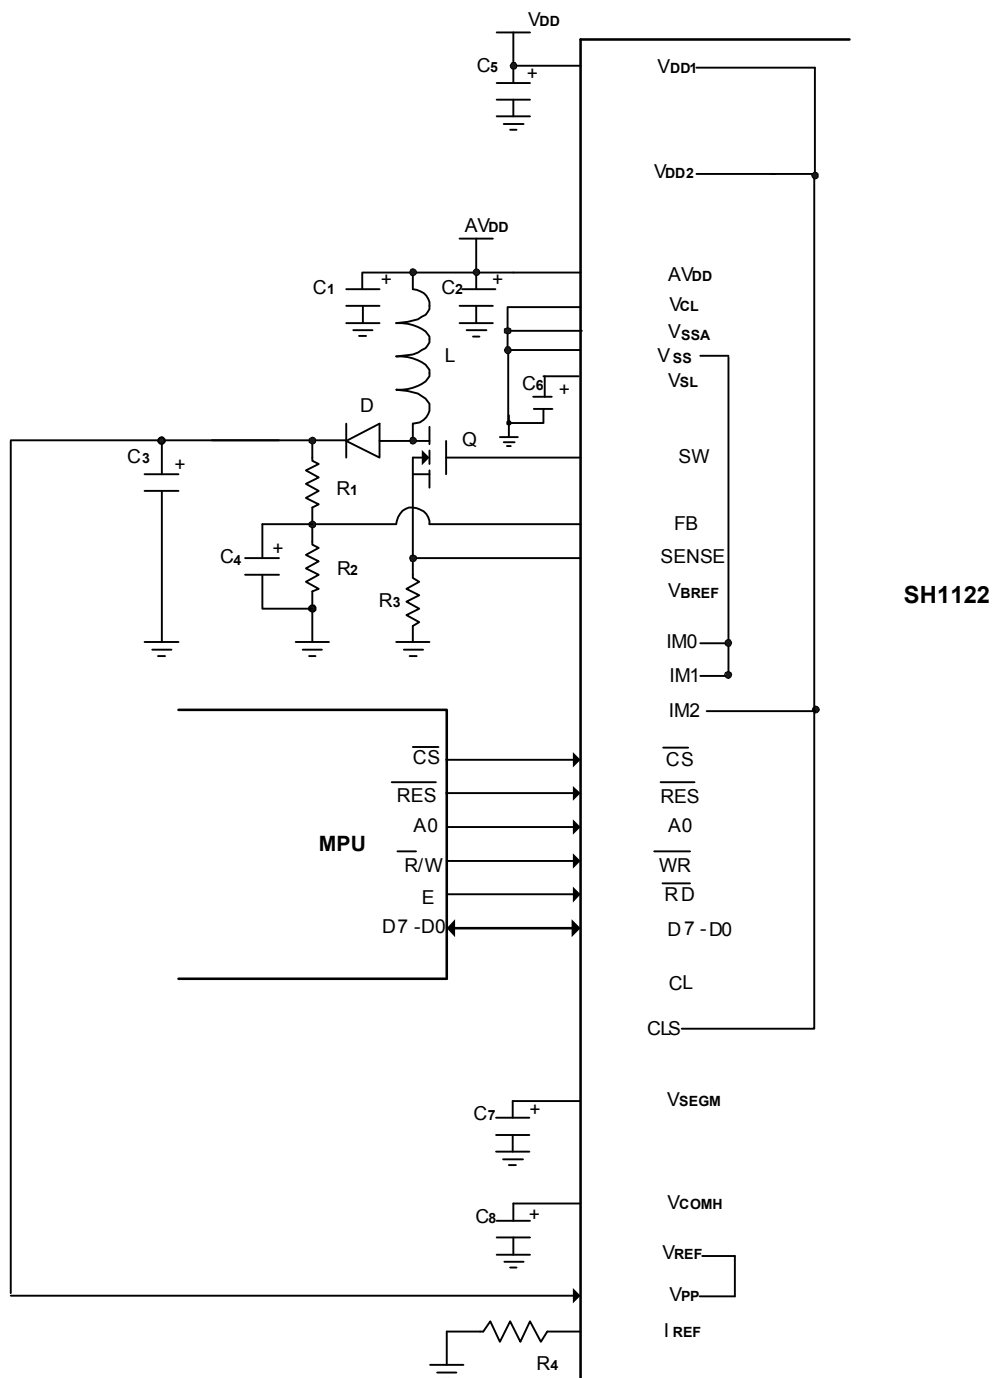 VDD
C5 +
VDD1
VDD2
AVDD
C1 +
C2 +
AVDD
VCL
VSSA
VSS
VSL
L
C6 +
D
Q
C3 +
R1
SW
FB
C4 +
R2
SENSE
R3
VBREF
SH1122
IM0
IM1
IM2
MPU
CS
RES
A0
R/W
E
D7 -D0
CS
RES
A0
WR
RD
D7 -D0
CL
CLS
C7 +
VSEGM
C8 +
VCOMH
VREF
VPP
I REF
R4